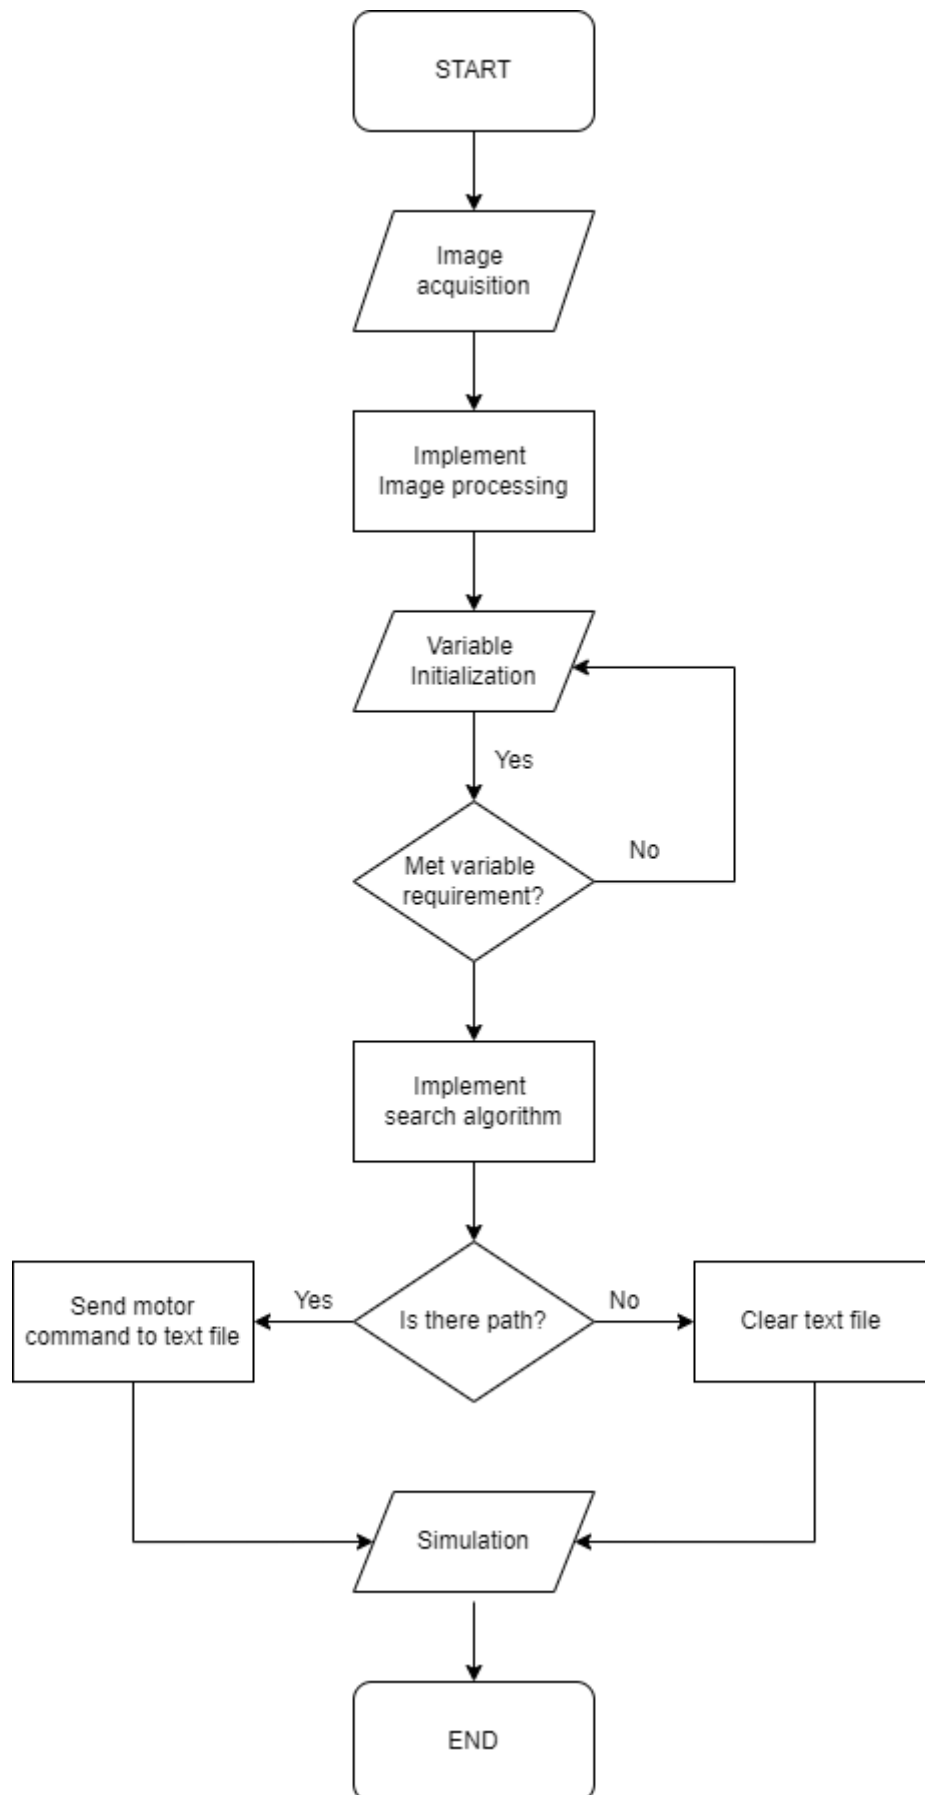 START
Image
acquisition
Implement
Image processing
Variable
Initialization
Yes
Met variable
requirement?
No
Implement
search algorithm
Send motor
command to text file
Yes
Is there path?
No
Clear text file
Simulation
END